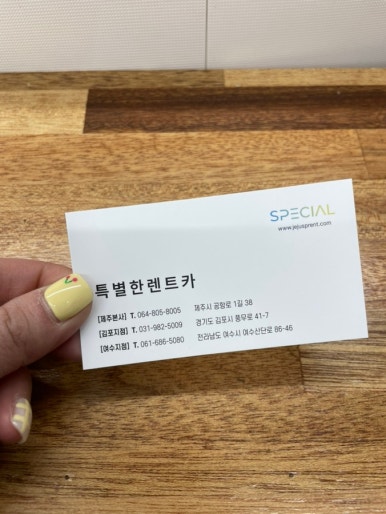 SPECIAL
www.jejusprent.com
특별한렌트카
[제주본사] T. 064-805-8005 제주시 공항로 1길 38
[김포지점] T. 031-982-5009 경기도 김포시 풍무로 41-7
[여수지점] T. 061-686-5080 전라남도 여수시 여수산단로 86-46